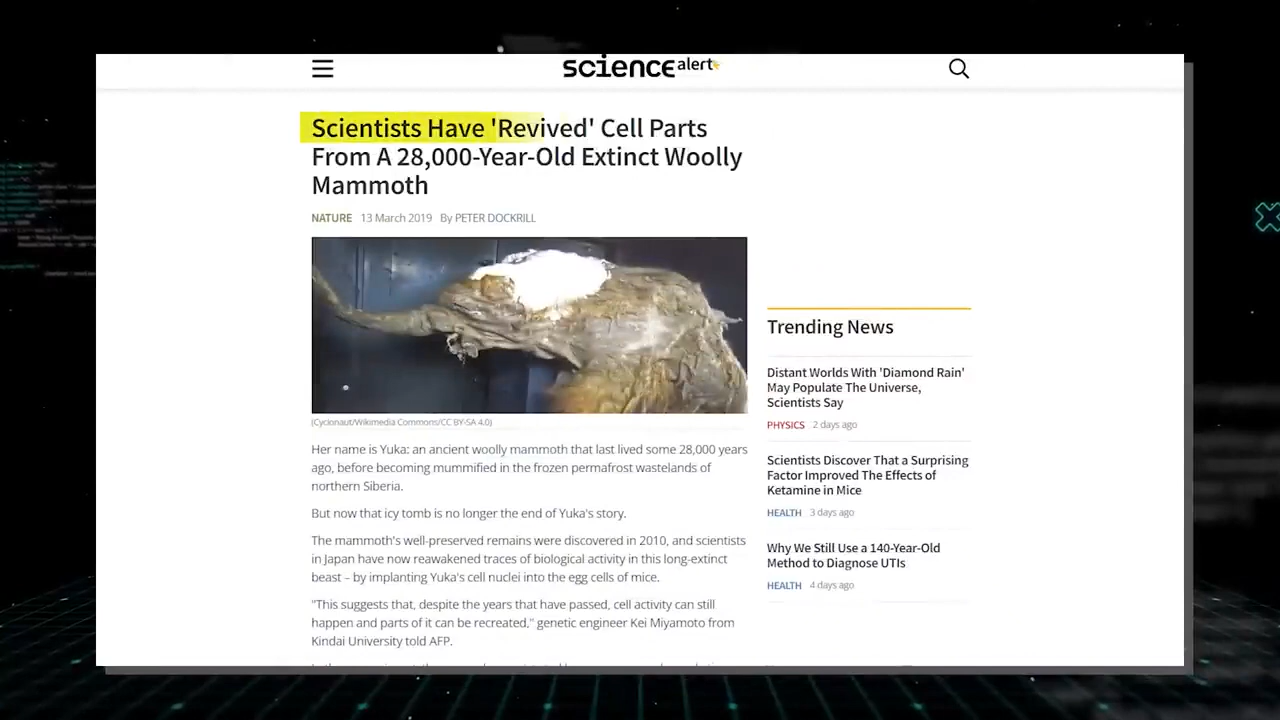 science alert
Scientists Have 'Revived' Cell Parts
From A 28,000-Year-Old Extinct Woolly
Mammoth
NATURE 13 March 2019 By PETER DOCKRILL
(Cyclonaut/Wikimedia Commons/CC BY-SA 4.0)
Her name is Yuka: an ancient woolly mammoth that last lived some 28,000 years
ago, before becoming mummified in the frozen permafrost wastelands of
northern Siberia.
But now that icy tomb is no longer the end of Yuka's story.
The mammoth's well-preserved remains were discovered in 2010, and scientists
in Japan have now reawakened traces of biological activity in this long-extinct
beast – by implanting Yuka's cell nuclei into the egg cells of mice.
"This suggests that, despite the years that have passed, cell activity can still
happen and parts of it can be recreated," genetic engineer Kei Miyamoto from
Kindai University told AFP.
Trending News
Distant Worlds With 'Diamond Rain'
May Populate The Universe,
Scientists Say
PHYSICS 2 days ago
Scientists Discover That a Surprising
Factor Improved The Effects of
Ketamine in Mice
HEALTH 3 days ago
Why We Still Use a 140-Year-Old
Method to Diagnose UTIs
HEALTH 4 days ago